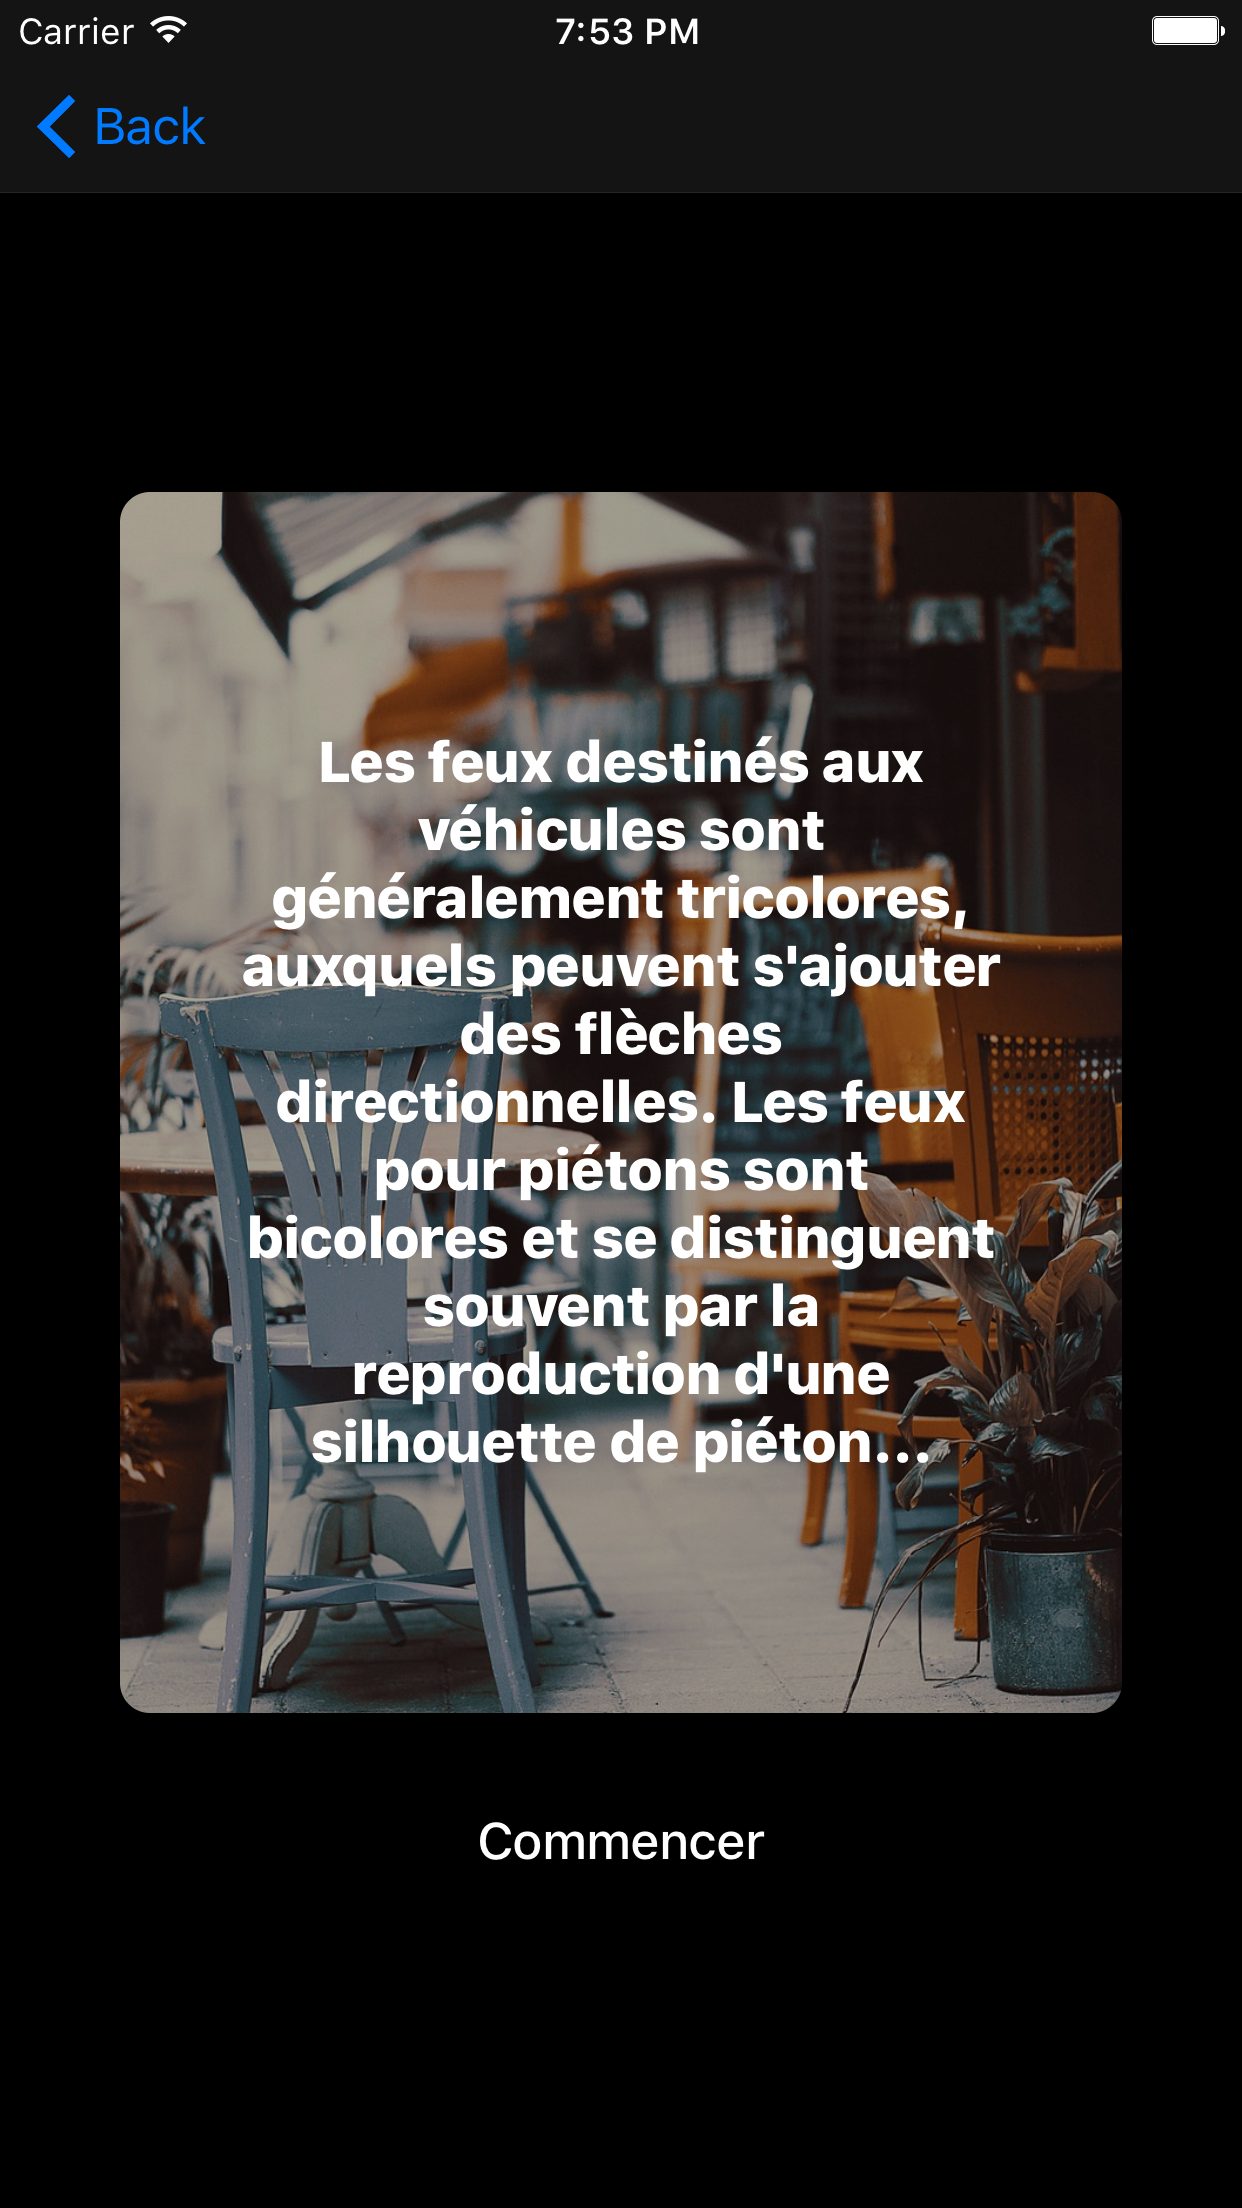 Carrier 7:53 PM
Back
Les feux destinés aux
véhicules sont
généralement tricolores,
auxquels peuvent s'ajouter
des flèches
directionnelles. Les feux
pour piétons sont
bicolores et se distinguent
souvent par la
reproduction d'une
silhouette de piéton...
Commencer